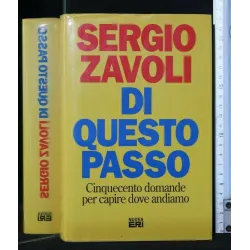 SERGIO
ZAVOLI
DI
QUESTO
PASSO
Cinquecento domande
per capire dove andiamo
NUOVA
ERI
SERGIO ZAVOLI DI QUESTO PASSO